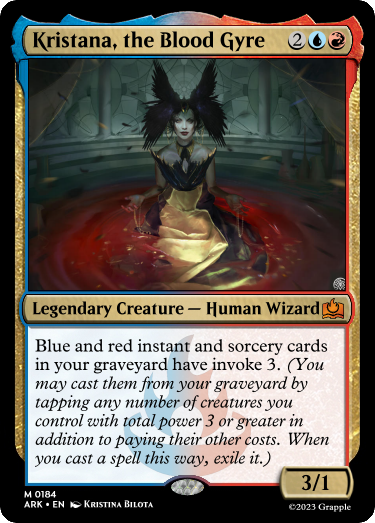 Kristana, the Blood Gyre 2
Legendary Creature — Human Wizard
Blue and red instant and sorcery cards
in your graveyard have invoke 3. (You
may cast them from your graveyard by
tapping any number of creatures you
control with total power 3 or greater in
addition to paying their other costs. When
you cast a spell this way, exile it.)
3/1
M 0184
ARK • EN Kristina Bilota
©2023 Grapple